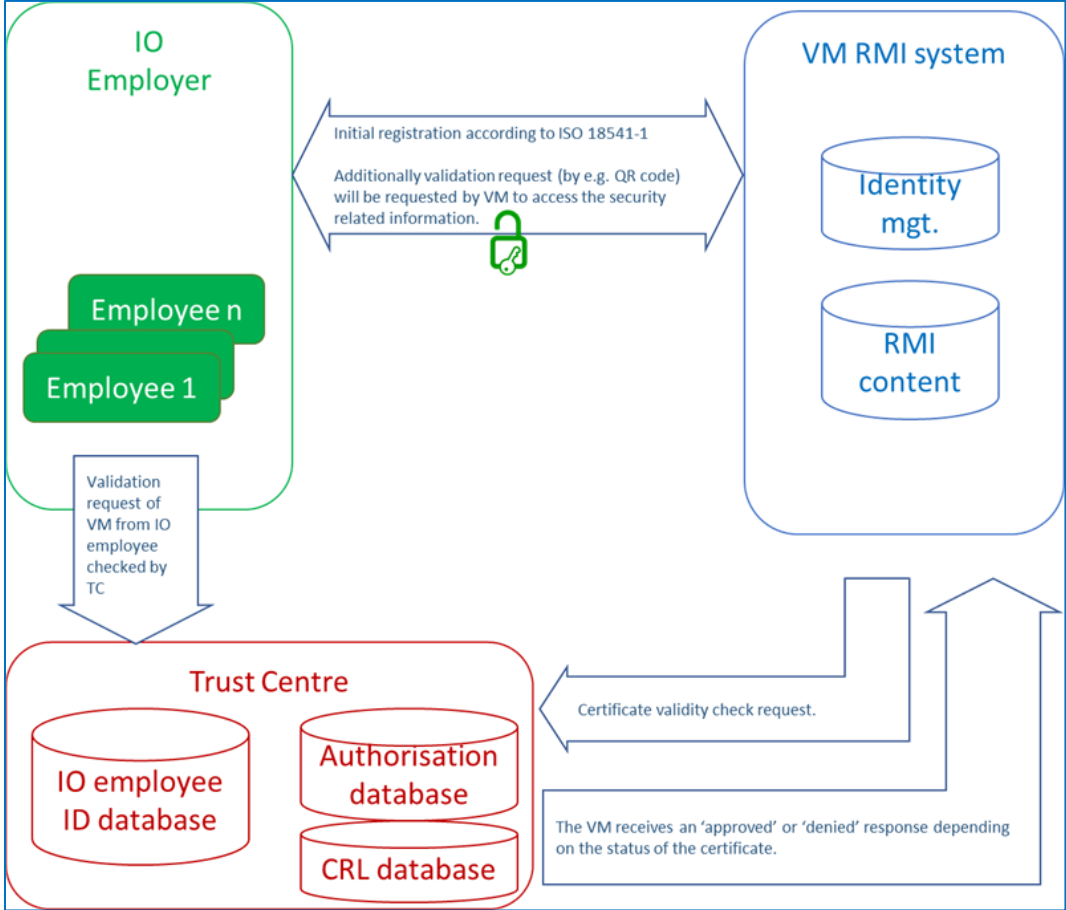 IO
Employer
VM RMI system
Initial registration according to ISO 18541-1
Additionally validation request (by e.g. QR code)
will be requested by VM to access the security
related information.
Identity
mgt.
RMI
content
Employee n
Employee 1
Validation
request of
VM from IO
employee
checked by
TC
Trust Centre
IO employee
ID database
Authorisation
database
CRL database
Certificate validity check request.
The VM receives an ‘approved’ or ‘denied’ response depending
on the status of the certificate.